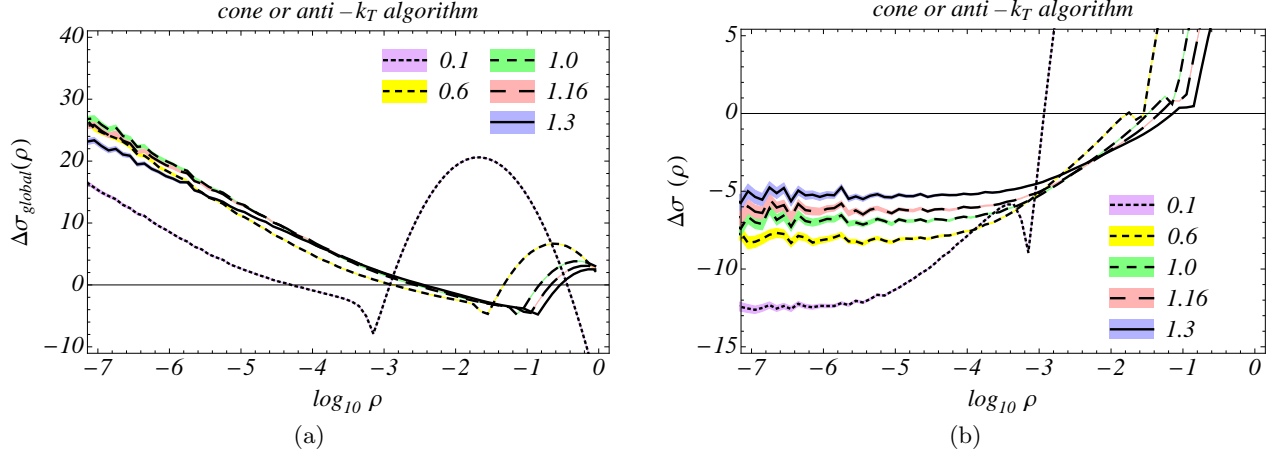 cone or anti−k_T algorithm
40
30
20
10
0
−10
Δσ_global(ρ)
0.1
0.6
1.0
1.16
1.3
−7 −6 −5 −4 −3 −2 −1 0
log₁₀ ρ
(a)
cone or anti−k_T algorithm
5
0
−5
−10
−15
Δσ (ρ)
0.1
0.6
1.0
1.16
1.3
−7 −6 −5 −4 −3 −2 −1 0
log₁₀ ρ
(b)